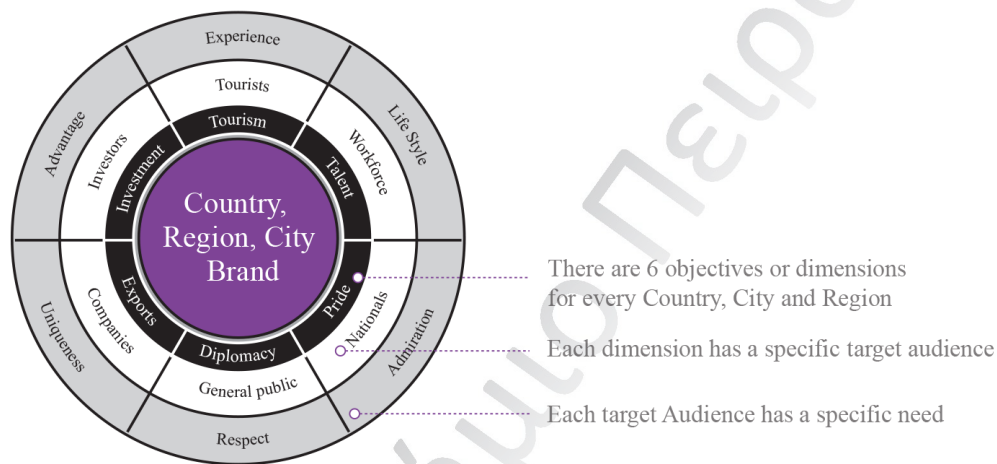 Experience
Tourists
Tourism
Advantage
Investors
Investment
Life Style
Workforce
Talent
Country,
Region, City
Brand
Uniqueness
Companies
Exports
Pride
Nationals
Admiration
Diplomacy
General public
Respect
There are 6 objectives or dimensions
for every Country, City and Region
Each dimension has a specific target audience
Each target Audience has a specific need